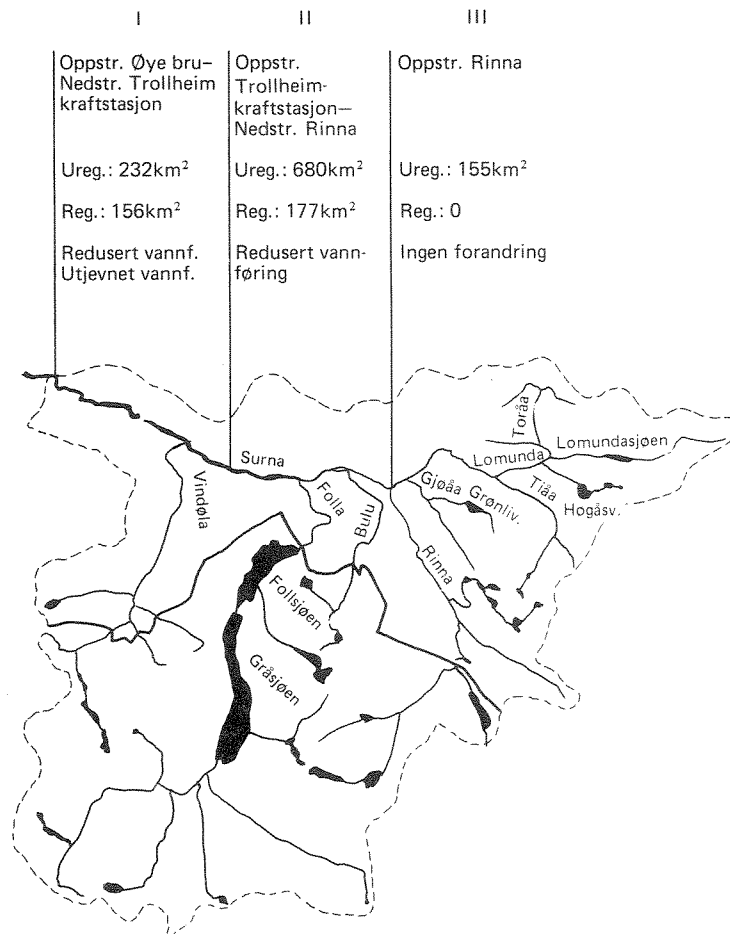 I
II
III
Oppstr. Øye bru–
Nedstr. Trollheim
kraftstasjon
Ureg.: 232km²
Reg.: 156km²
Redusert vannf.
Utjevnet vannf.
Oppstr.
Trollheim-
kraftstasjon—
Nedstr. Rinna
Ureg.: 680km²
Reg.: 177km²
Redusert vann-
føring
Oppstr. Rinna
Ureg.: 155km²
Reg.: 0
Ingen forandring
Toråa
Lomundasjøen
Lomunda
Surna
Tiåa
Gjøåa
Grønliv.
Hogåsv.
Vindøla
Folla
Bulu
Rinna
Follsjøen
Gråsjøen